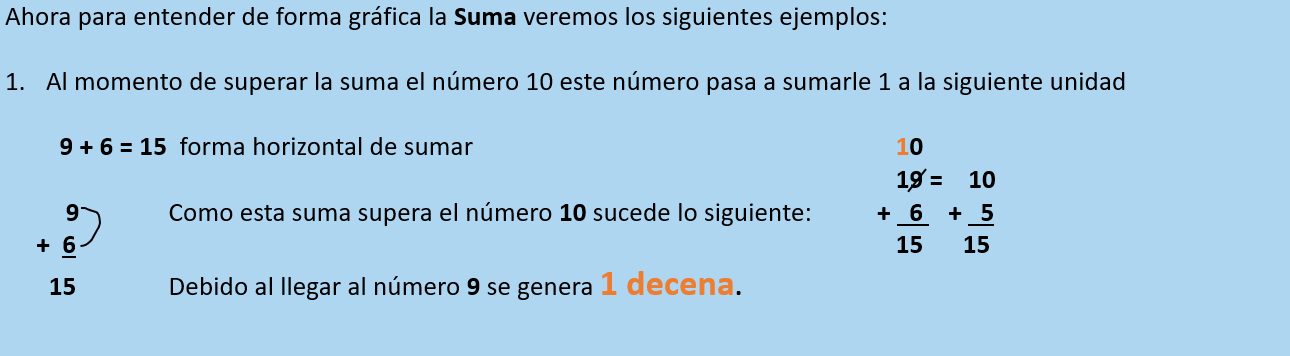 Ahora para entender de forma gráfica la Suma veremos los siguientes ejemplos:
1. Al momento de superar la suma el número 10 este número pasa a sumarle 1 a la siguiente unidad
9 + 6 = 15 forma horizontal de sumar
10
19 = 10
9
Como esta suma supera el número 10 sucede lo siguiente:
+ 6 + 5
+ 6
15 15
15
Debido al llegar al número 9 se genera 1 decena.